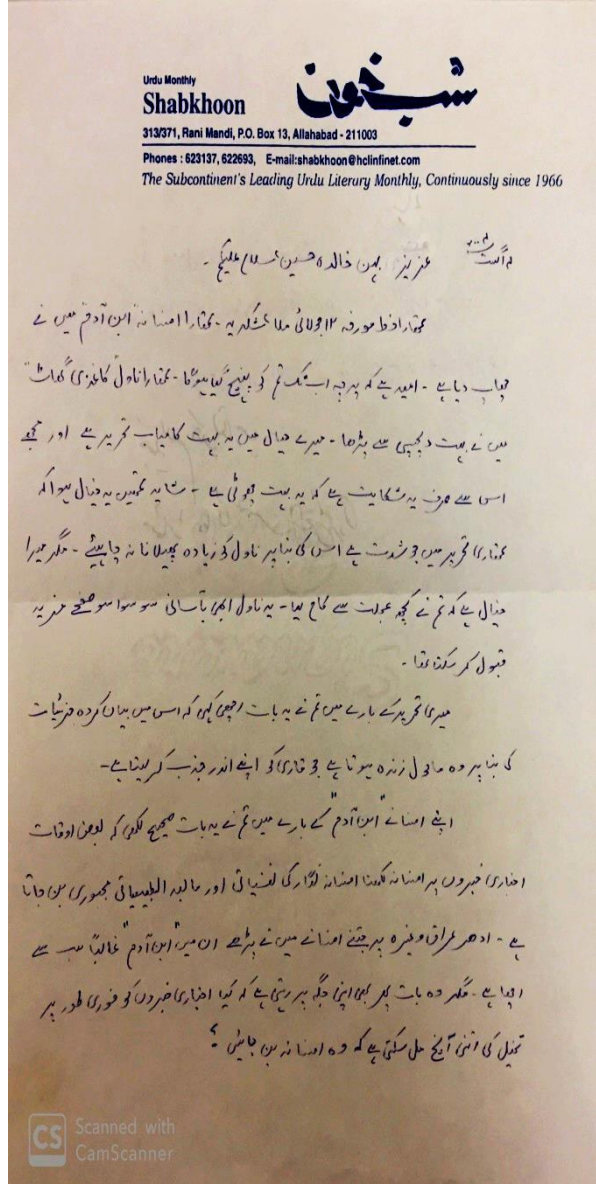 Urdu Monthly
Shabkhoon
شب خون
313/371, Rani Mandi, P.O. Box 13, Allahabad - 211003
Phones : 623137, 622693, E-mail:shabkhoon@hclinfinet.com
The Subcontinent's Leading Urdu Literary Monthly, Continuously since 1966
عزیز بہن خالدہ حسین، السلام علیکم۔
تمھارا خط مورخہ ۱۲ جولائی ملا، شکریہ۔ تمھارا افسانہ "ابن آدم" میں نے
چھاپ دیا ہے۔ امید ہے کہ پرچہ اب تک تم کو پہنچ گیا ہوگا۔ تمھارا ناول "کاغذی گھاٹ"
میں نے بہت دلچسپی سے پڑھا۔ میرے خیال میں یہ بہت کامیاب تحریر ہے اور مجھے
اس سے صرف یہ شکایت ہے کہ یہ بہت چھوٹی ہے۔ شاید تمھیں یہ خیال ہوا کہ
تمھاری تحریر میں جو شدت ہے اس کی بنا پر ناول کو زیادہ پھیلانا نہ چاہیئے۔ مگر میرا
خیال ہے کہ تم نے کچھ عجلت سے کام لیا۔ یہ ناول ابھی بآسانی سو سوا سو صفحے مزید
قبول کر سکتا تھا۔
میری تحریر کے بارے میں تم نے یہ بات اچھی کہی کہ اس میں بیان کردہ جزئیات
کی بنا پر وہ ماحول زندہ ہوتا ہے جو قاری کو اپنے اندر جذب کر لیتا ہے۔
اپنے افسانے "ابن آدم" کے بارے میں تم نے یہ بات صحیح لکھی کہ بعض اوقات
اخباری خبروں پر افسانہ لکھنا افسانہ نگار کی نفسیاتی اور مابعد الطبیعیاتی مجبوری بن جاتا
ہے۔ ادھر عراق وغیرہ پر جتنے افسانے میں نے پڑھے ان میں "ابن آدم" غالباً سب سے
اچھا ہے۔ مگر وہ بات پھر بھی اپنی جگہ پر رہتی ہے کہ کیا اخباری خبروں کو فوری طور پر
تخیل کی اتنی آنچ مل سکتی ہے کہ وہ افسانہ بن جائیں؟
CS Scanned with
CamScanner